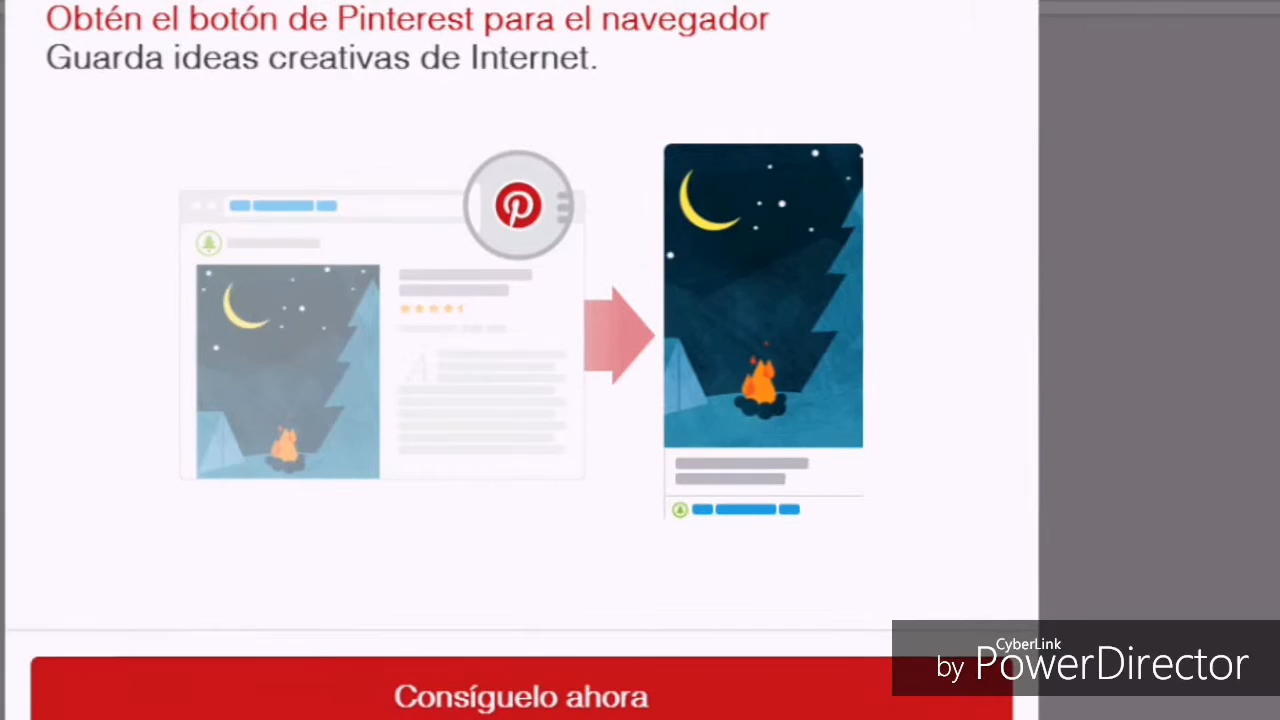 Obtén el botón de Pinterest para el navegador
Guarda ideas creativas de Internet.
A
Consíguelo ahora
CyberLink
by PowerDirector